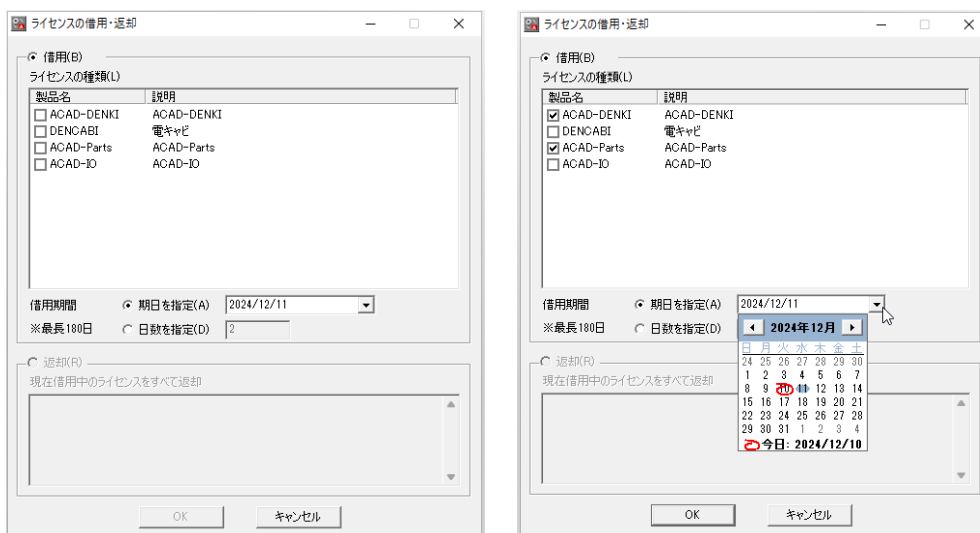 ライセンスの借用・返却
借用(B)
ライセンスの種類(L)
製品名 説明
ACAD-DENKI ACAD-DENKI
DENCABI 電キャビ
ACAD-Parts ACAD-Parts
ACAD-IO ACAD-IO
借用期間 期日を指定(A) 2024/12/11
※最長180日 日数を指定(D) 2
返却(R)
現在借用中のライセンスをすべて返却
OK キャンセル
ライセンスの借用・返却
借用(B)
ライセンスの種類(L)
製品名 説明
ACAD-DENKI ACAD-DENKI
DENCABI 電キャビ
ACAD-Parts ACAD-Parts
ACAD-IO ACAD-IO
借用期間 期日を指定(A) 2024/12/11
※最長180日 日数を指定(D)
2024年12月
日 月 火 水 木 金 土
24 25 26 27 28 29 30
1 2 3 4 5 6 7
8 9 10 11 12 13 14
15 16 17 18 19 20 21
22 23 24 25 26 27 28
29 30 31 1 2 3 4
今日: 2024/12/10
返却(R)
現在借用中のライセンスをすべて返却
OK キャンセル